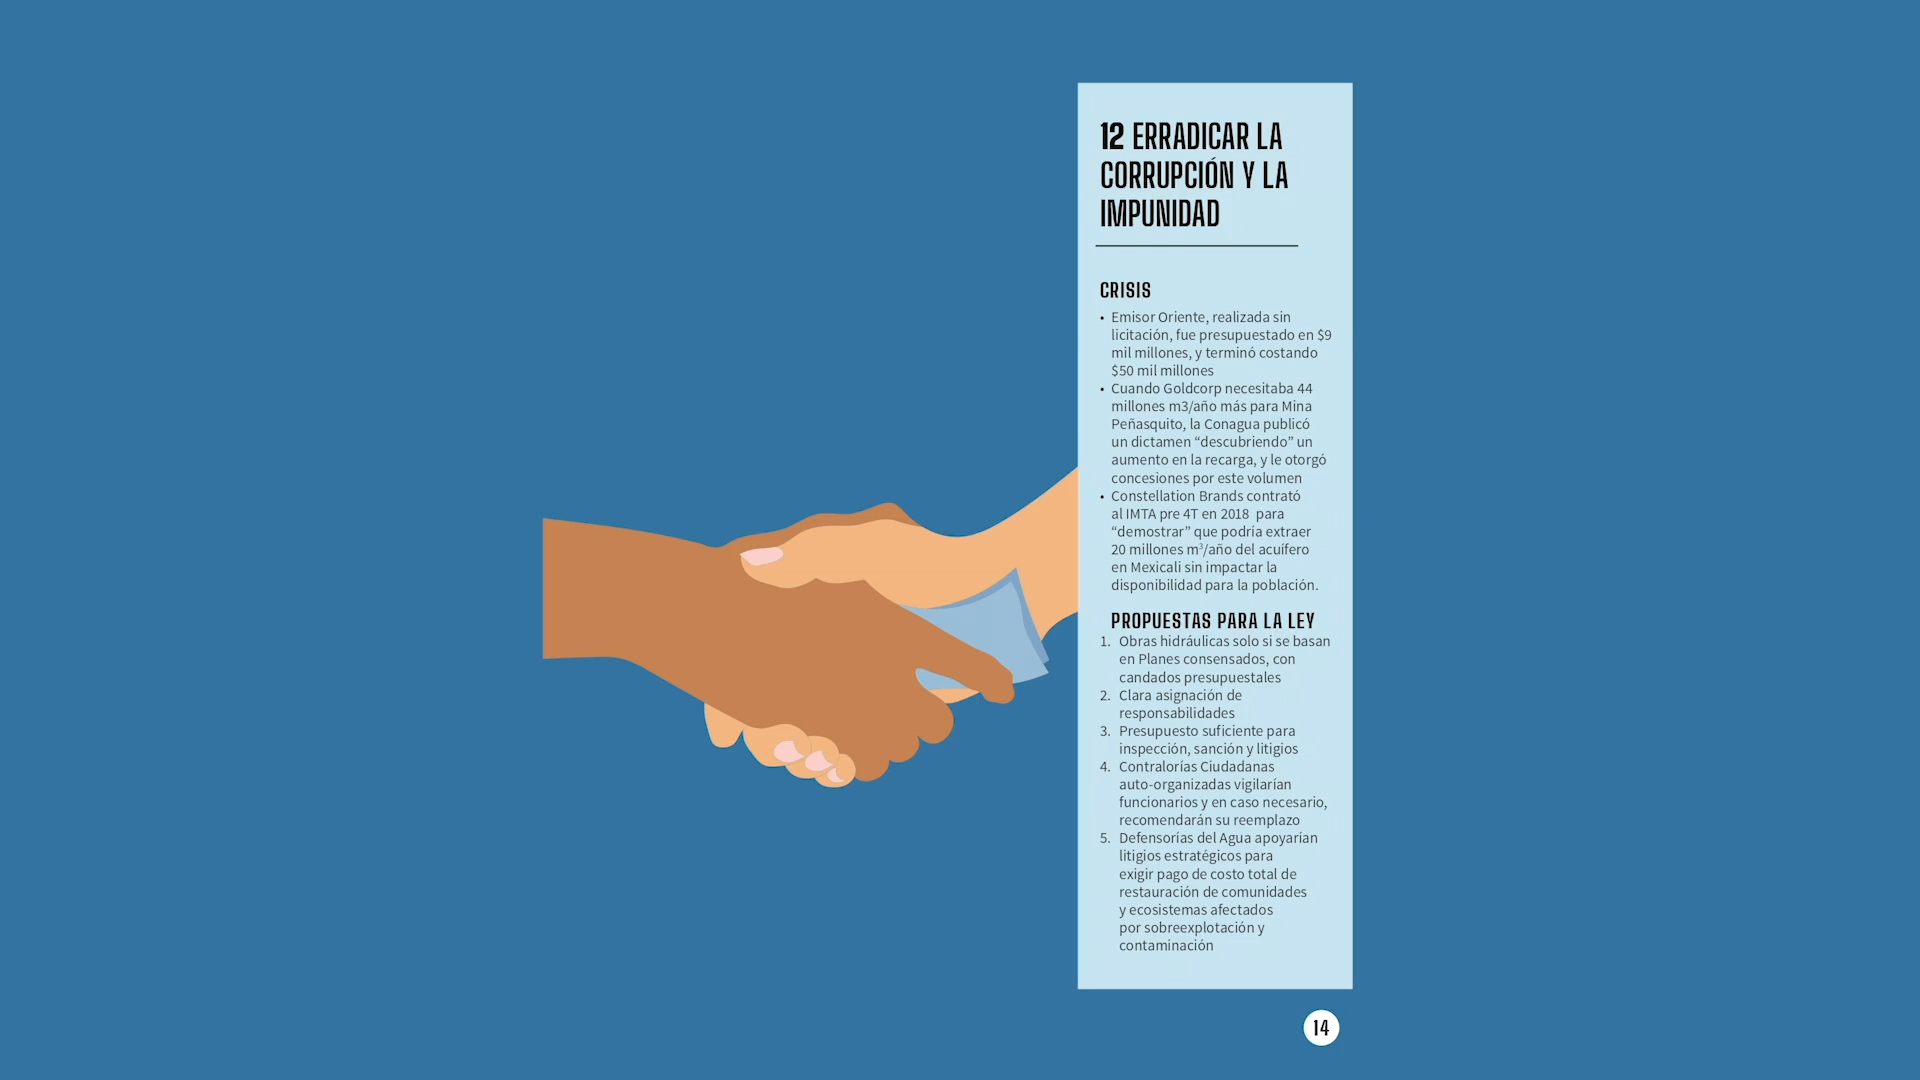 12 ERRADICAR LA
CORRUPCIÓN Y LA
IMPUNIDAD
CRISIS
• Emisor Oriente, realizada sin
licitación, fue presupuestado en $9
mil millones, y terminó costando
$50 mil millones
• Cuando Goldcorp necesitaba 44
millones m3/año más para Mina
Peñasquito, la Conagua publicó
un dictamen “descubriendo” un
aumento en la recarga, y le otorgó
concesiones por este volumen
• Constellation Brands contrató
al IMTA pre 4T en 2018 para
“demostrar” que podría extraer
20 millones m³/año del acuífero
en Mexicali sin impactar la
disponibilidad para la población.
PROPUESTAS PARA LA LEY
1. Obras hidráulicas solo si se basan
en Planes consensados, con
candados presupuestales
2. Clara asignación de
responsabilidades
3. Presupuesto suficiente para
inspección, sanción y litigios
4. Contralorías Ciudadanas
auto-organizadas vigilarían
funcionarios y en caso necesario,
recomendarán su reemplazo
5. Defensorías del Agua apoyarían
litigios estratégicos para
exigir pago de costo total de
restauración de comunidades
y ecosistemas afectados
por sobreexplotación y
contaminación
14